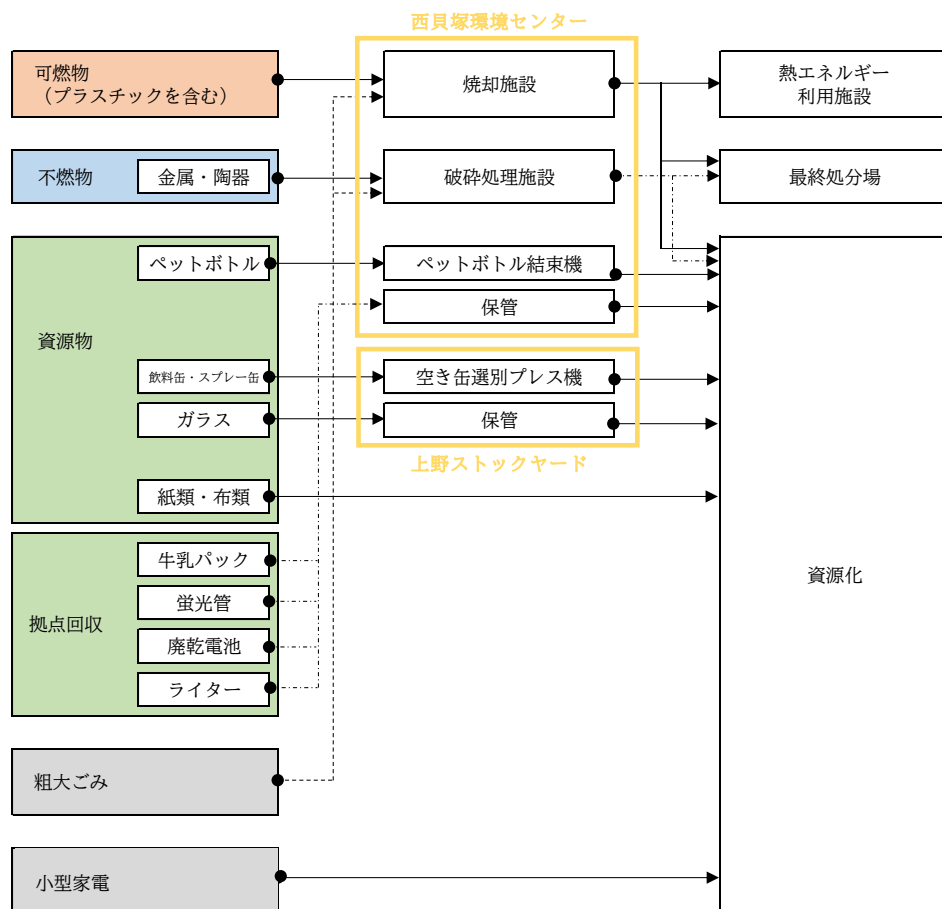 西貝塚環境センター
可燃物
（プラスチックを含む）
焼却施設
熱エネルギー
利用施設
不燃物
金属・陶器
破砕処理施設
最終処分場
資源物
ペットボトル
ペットボトル結束機
保管
飲料缶・スプレー缶
空き缶選別プレス機
ガラス
保管
上野ストックヤード
紙類・布類
資源化
拠点回収
牛乳パック
蛍光管
廃乾電池
ライター
粗大ごみ
小型家電